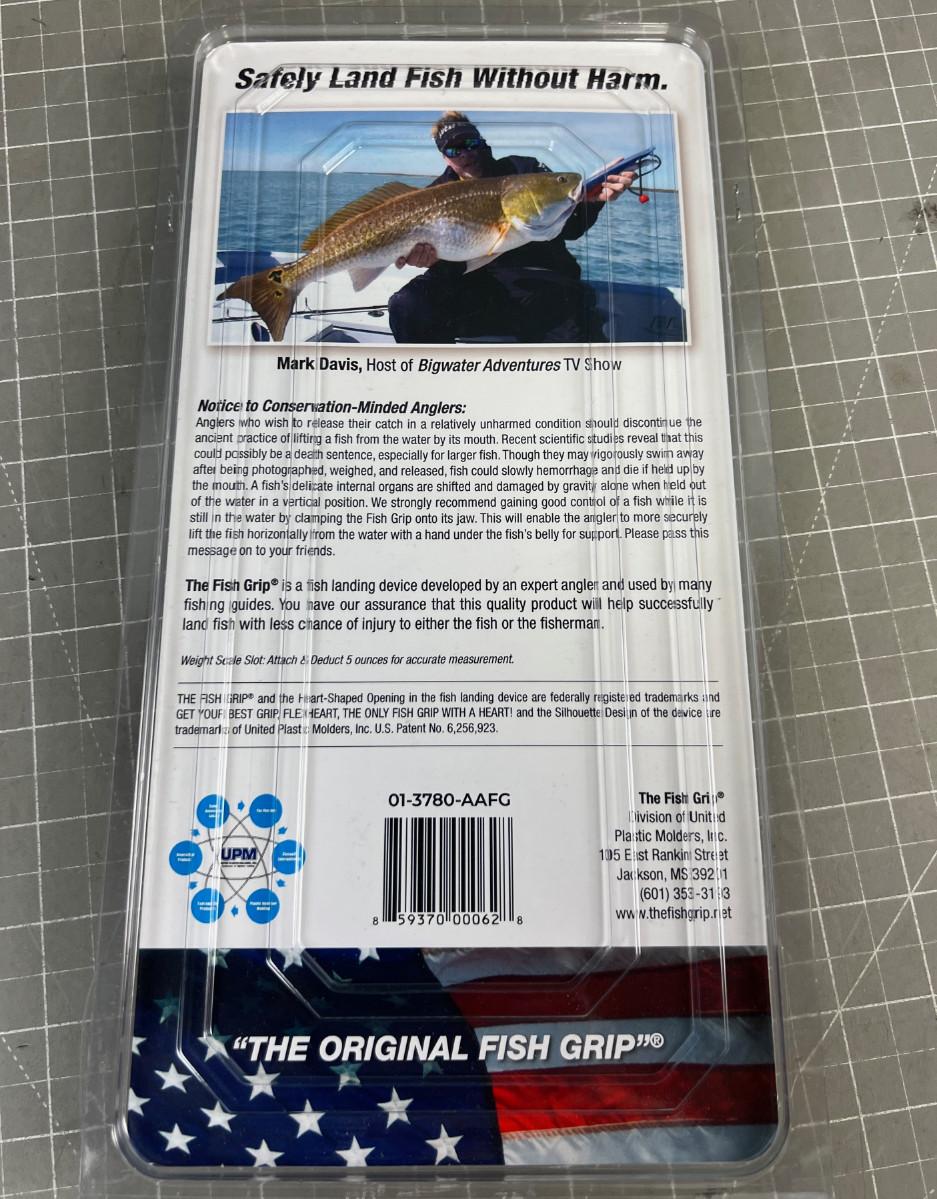 Safely Land Fish Without Harm.
Mark Davis, Host of Bigwater Adventures TV Show
Notice to Conservation-Minded Anglers:
Anglers who wish to release their catch in a relatively unharmed condition should discontinue the
ancient practice of lifting a fish from the water by its mouth. Recent scientific studies reveal that this
could possibly be a death sentence, especially for larger fish. Though they may vigorously swim away
after being photographed, weighed, and released, fish could slowly hemorrhage and die if held up by
the mouth. A fish's delicate internal organs are shifted and damaged by gravity alone when held out
of the water in a vertical position. We strongly recommend gaining good control of a fish while it is
still in the water by clamping the Fish Grip onto its jaw. This will enable the angler to more securely
lift the fish horizontally from the water with a hand under the fish's belly for support. Please pass this
message on to your friends.
The Fish Grip® is a fish landing device developed by an expert angler and used by many
fishing guides. You have our assurance that this quality product will help successfully
land fish with less chance of injury to either the fish or the fisherman.
Weight Scale Slot: Attach & Deduct 5 ounces for accurate measurement.
THE FISH GRIP® and the Heart-Shaped Opening in the fish landing device are federally registered trademarks and
GET YOUR BEST GRIP, FLEXHEART, THE ONLY FISH GRIP WITH A HEART! and the Silhouette Design of the device are
trademarks of United Plastic Molders, Inc. U.S. Patent No. 6,256,923.
UPM
01-3780-AAFG
8 59370 00062 8
The Fish Grip®
Division of United
Plastic Molders, Inc.
105 East Rankin Street
Jackson, MS 39201
(601) 353-3193
www.thefishgrip.net
"THE ORIGINAL FISH GRIP"®